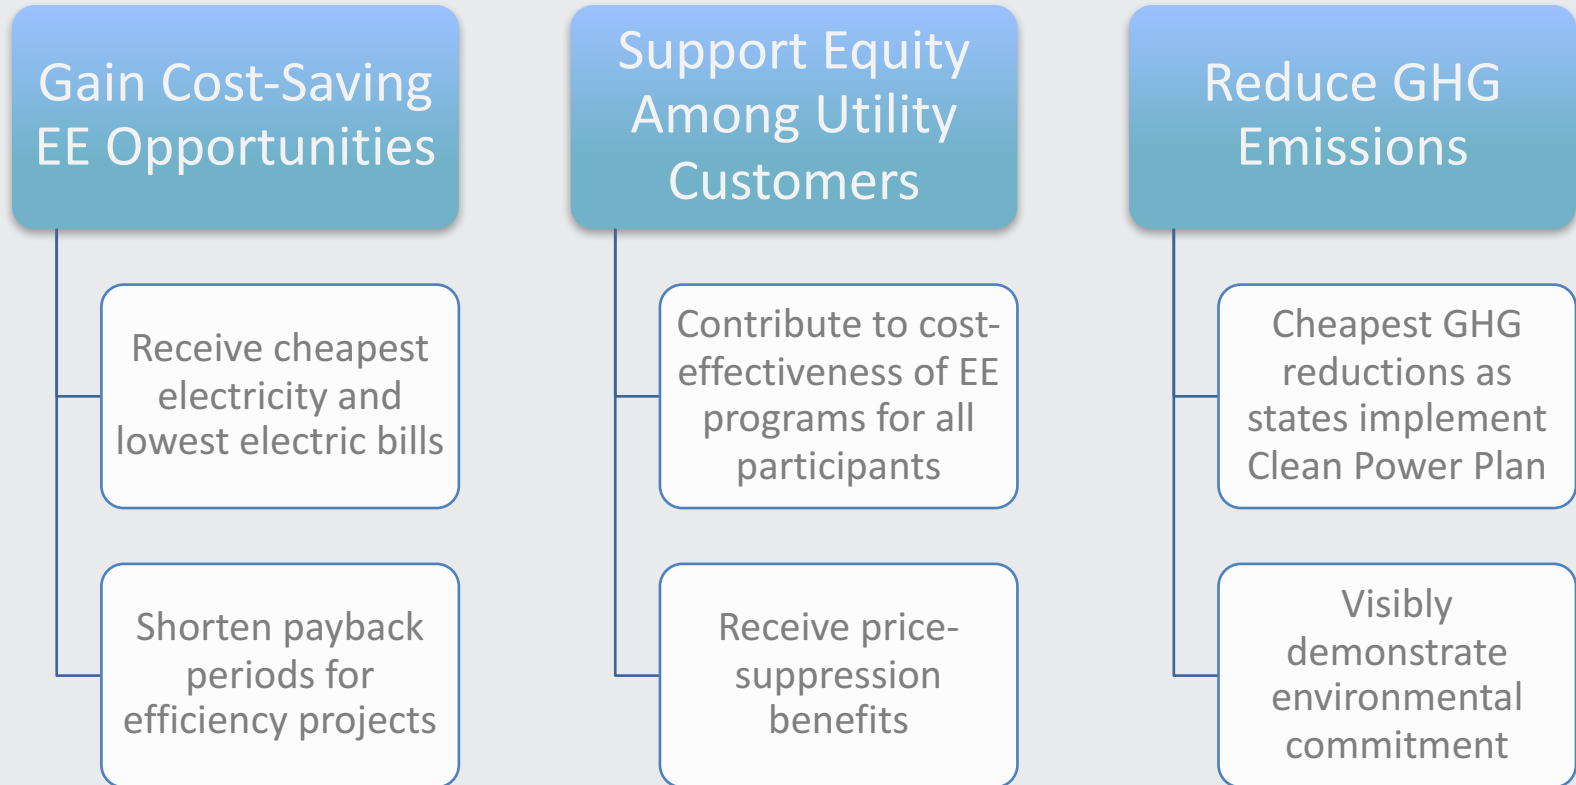 Gain Cost-Saving
EE Opportunities
Receive cheapest
electricity and
lowest electric bills
Shorten payback
periods for
efficiency projects
Support Equity
Among Utility
Customers
Contribute to cost-
effectiveness of EE
programs for all
participants
Receive price-
suppression
benefits
Reduce GHG
Emissions
Cheapest GHG
reductions as
states implement
Clean Power Plan
Visibly
demonstrate
environmental
commitment